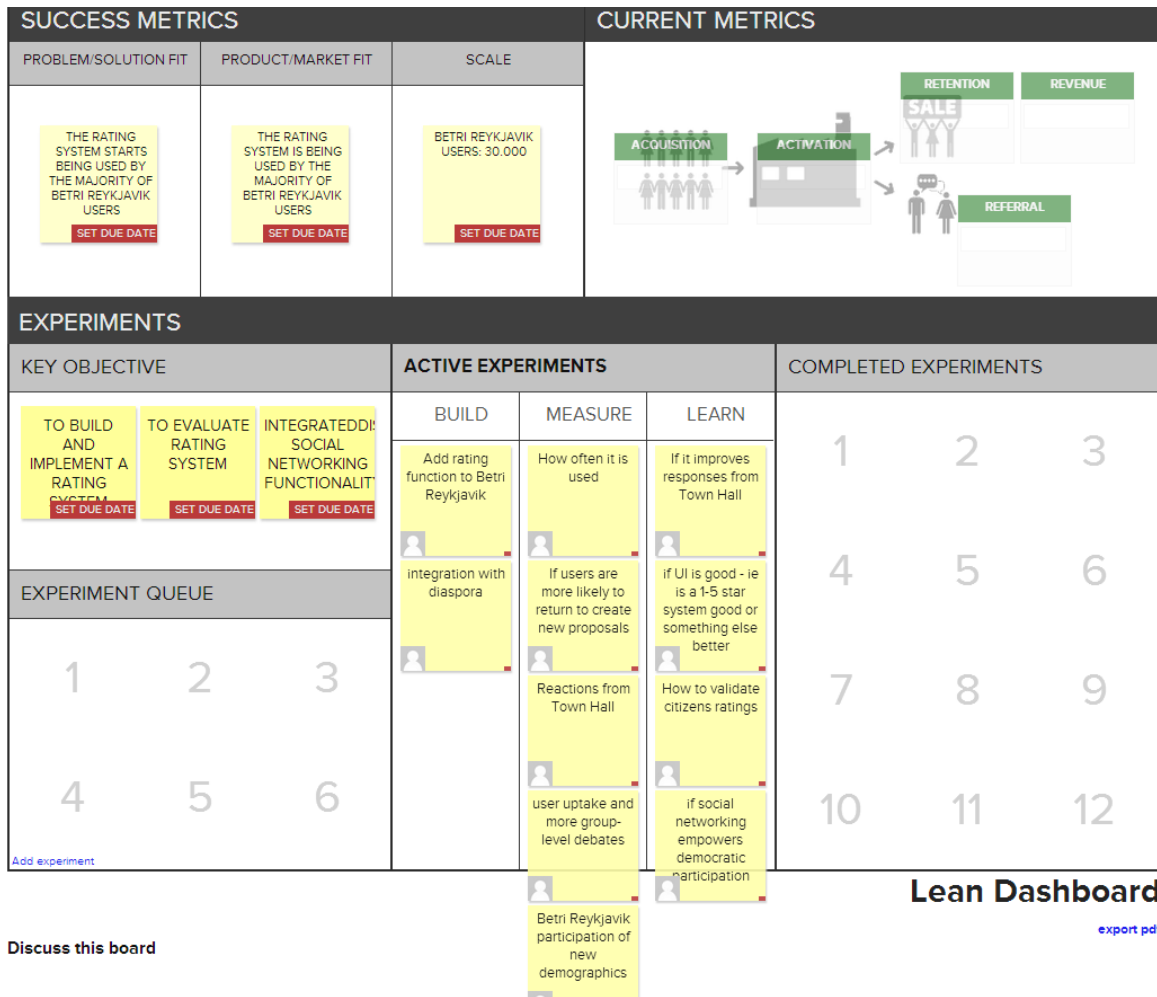 SUCCESS METRICS
CURRENT METRICS
PROBLEM/SOLUTION FIT
PRODUCT/MARKET FIT
SCALE
THE RATING
SYSTEM STARTS
BEING USED BY
THE MAJORITY OF
BETRI REYKJAVIK
USERS
SET DUE DATE
THE RATING
SYSTEM IS BEING
USED BY THE
MAJORITY OF
BETRI REYKJAVIK
USERS
SET DUE DATE
BETRI REYKJAVIK
USERS: 30.000
SET DUE DATE
ACQUISITION
ACTIVATION
RETENTION
SALE
REVENUE
REFERRAL
EXPERIMENTS
KEY OBJECTIVE
TO BUILD
AND
IMPLEMENT A
RATING
SYSTEM
SET DUE DATE
TO EVALUATE
RATING
SYSTEM
SET DUE DATE
INTEGRATEDDI
SOCIAL
NETWORKING
FUNCTIONALIT
SET DUE DATE
EXPERIMENT QUEUE
1 2 3
4 5 6
Add experiment
ACTIVE EXPERIMENTS
BUILD
Add rating
function to Betri
Reykjavik
integration with
diaspora
MEASURE
How often it is
used
If users are
more likely to
return to create
new proposals
Reactions from
Town Hall
user uptake and
more group-
level debates
Betri Reykjavik
participation of
new
demographics
LEARN
If it improves
responses from
Town Hall
if UI is good - ie
is a 1-5 star
system good or
something else
better
How to validate
citizens ratings
if social
networking
empowers
democratic
participation
COMPLETED EXPERIMENTS
1 2 3
4 5 6
7 8 9
10 11 12
Lean Dashboard
export pd
Discuss this board